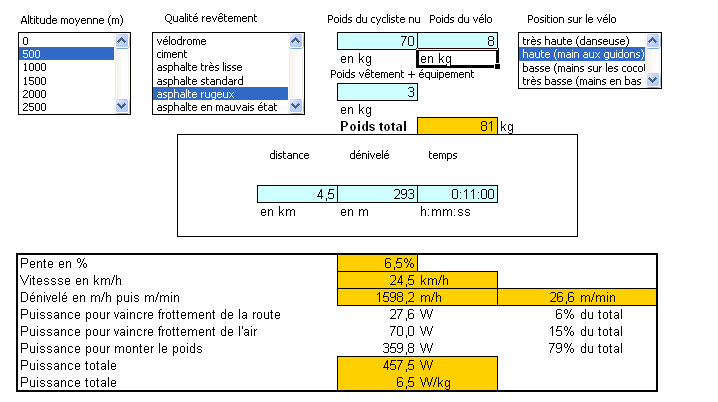 Altitude moyenne (m) Qualité revêtement Poids du cycliste nu Poids du vélo Position sur le vélo
0 vélodrome 70 8 très haute (danseuse)
500 ciment en kg en kg haute (main aux guidons)
1000 asphalte très lisse Poids vêtement + équipement basse (mains sur les cocol
1500 asphalte standard 3 très basse (mains en bas
2000 asphalte rugeux en kg
2500 asphalte en mauvais état
Poids total 81 kg
distance dénivelé temps
4,5 293 0:11:00
en km en m h:mm:ss
Pente en % 6,5%
Vitessse en km/h 24,5 km/h
Dénivelé en m/h puis m/min 1598,2 m/h 26,6 m/min
Puissance pour vaincre frottement de la route 27,6 W 6% du total
Puissance pour vaincre frottement de l'air 70,0 W 15% du total
Puissance pour monter le poids 359,8 W 79% du total
Puissance totale 457,5 W
Puissance totale 6,5 W/kg